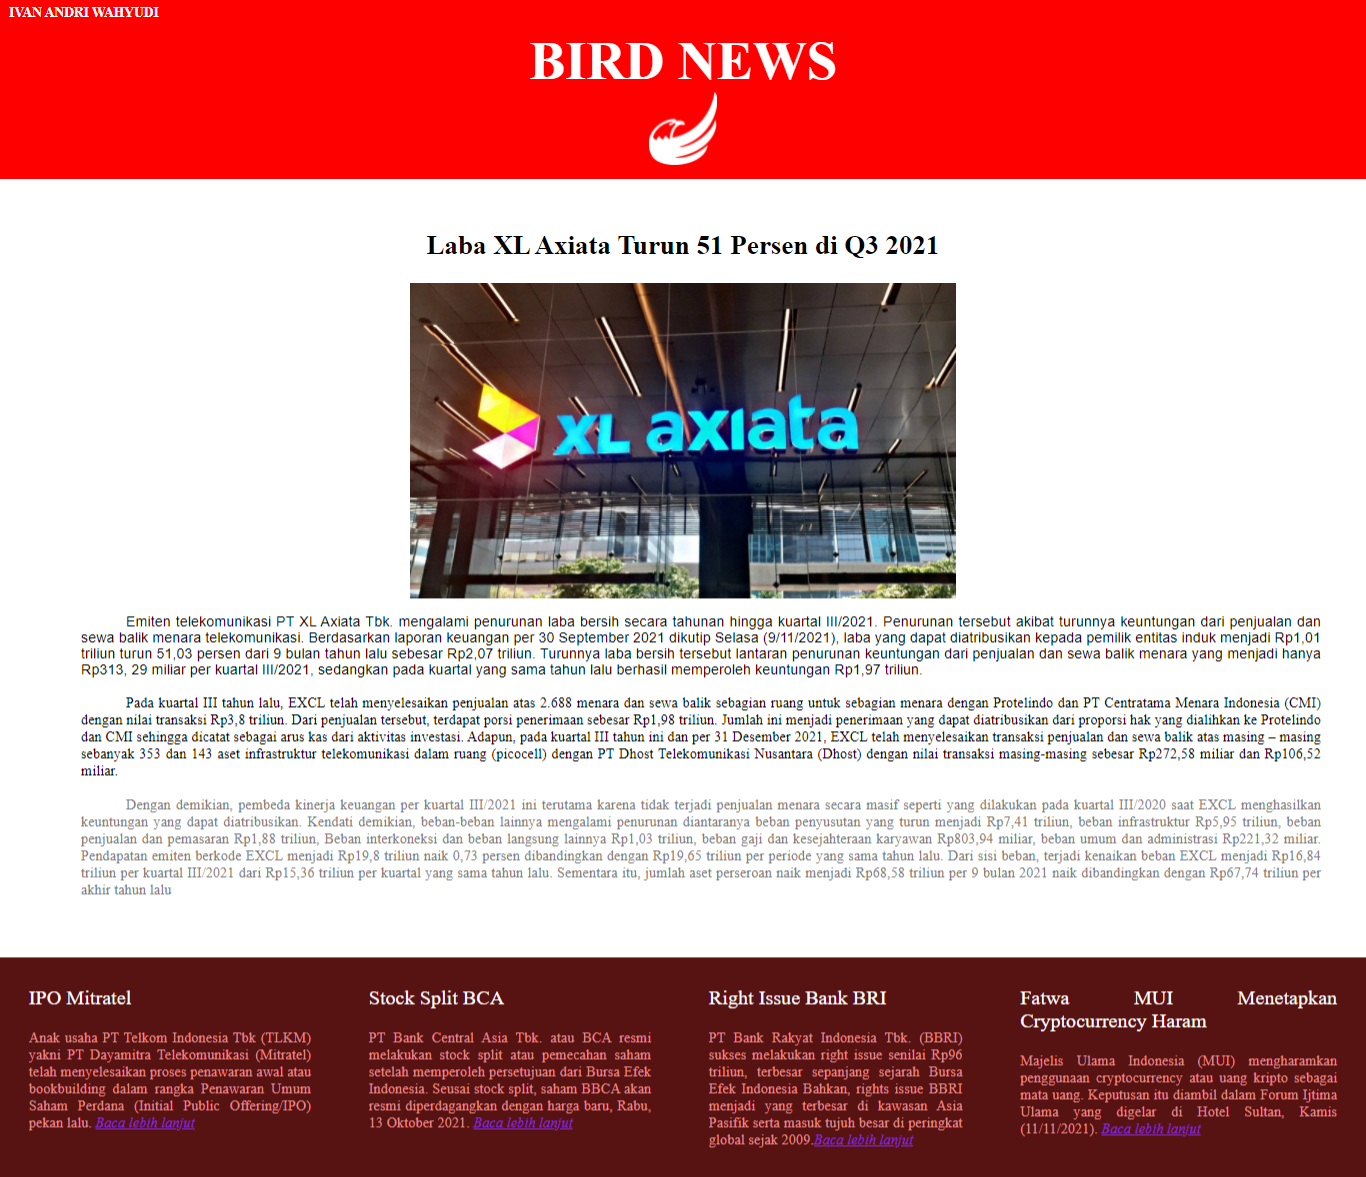 IVAN ANDRI WAHYUDI
BIRD NEWS
Laba XL Axiata Turun 51 Persen di Q3 2021
XL axiata
Emiten telekomunikasi PT XL Axiata Tbk. mengalami penurunan laba bersih secara tahunan hingga kuartal III/2021. Penurunan tersebut akibat turunnya keuntungan dari penjualan dan
sewa balik menara telekomunikasi. Berdasarkan laporan keuangan per 30 September 2021 dikutip Selasa (9/11/2021), laba yang dapat diatribusikan kepada pemilik entitas induk menjadi Rp1,01
triliun turun 51,03 persen dari 9 bulan tahun lalu sebesar Rp2,07 triliun. Turunnya laba bersih tersebut lantaran penurunan keuntungan dari penjualan dan sewa balik menara yang menjadi hanya
Rp313, 29 miliar per kuartal III/2021, sedangkan pada kuartal yang sama tahun lalu berhasil memperoleh keuntungan Rp1,97 triliun.
Pada kuartal III tahun lalu, EXCL telah menyelesaikan penjualan atas 2.688 menara dan sewa balik sebagian ruang untuk sebagian menara dengan Protelindo dan PT Centratama Menara Indonesia (CMI)
dengan nilai transaksi Rp3,8 triliun. Dari penjualan tersebut, terdapat porsi penerimaan sebesar Rp1,98 triliun. Jumlah ini menjadi penerimaan yang dapat diatribusikan dari proporsi hak yang dialihkan ke Protelindo
dan CMI sehingga dicatat sebagai arus kas dari aktivitas investasi. Adapun, pada kuartal III tahun ini dan per 31 Desember 2021, EXCL telah menyelesaikan transaksi penjualan dan sewa balik atas masing – masing
sebanyak 353 dan 143 aset infrastruktur telekomunikasi dalam ruang (picocell) dengan PT Dhost Telekomunikasi Nusantara (Dhost) dengan nilai transaksi masing-masing sebesar Rp272,58 miliar dan Rp106,52
miliar.
Dengan demikian, pembeda kinerja keuangan per kuartal III/2021 ini terutama karena tidak terjadi penjualan menara secara masif seperti yang dilakukan pada kuartal III/2020 saat EXCL menghasilkan
keuntungan yang dapat distribusikan. Kendati demikian, beban-beban lainnya mengalami penurunan diantaranya beban penyusutan yang turun menjadi Rp7,41 triliun, beban infrastruktur Rp5,95 triliun, beban
penjualan dan pemasaran Rp1,88 triliun, Beban interkoneksi dan beban langsung lainnya Rp1,03 triliun, beban gaji dan kesejahteraan karyawan Rp803,94 miliar, beban umum dan administrasi Rp221,32 miliar.
Pendapatan emiten berkode EXCL menjadi Rp19,8 triliun naik 0,73 persen dibandingkan dengan Rp19,65 triliun per periode yang sama tahun lalu. Dari sisi beban, terjadi kenaikan beban EXCL menjadi Rp16,84
triliun per kuartal III/2021 dari Rp15,36 triliun per kuartal yang sama tahun lalu. Sementara itu, jumlah aset perseroan naik menjadi Rp68,58 triliun per 9 bulan 2021 naik dibandingkan dengan Rp67,74 triliun per
akhir tahun lalu
IPO Mitratel
Anak usaha PT Telkom Indonesia Tbk (TLKM)
yakni PT Dayamitra Telekomunikasi (Mitratel)
telah menyelesaikan proses penawaran awal atau
bookbuilding dalam rangka Penawaran Umum
Saham Perdana (Initial Public Offering/IPO)
pekan lalu. Baca lebih lanjut
Stock Split BCA
PT Bank Central Asia Tbk. atau BCA resmi
melakukan stock split atau pemecahan saham
setelah memperoleh persetujuan dari Bursa Efek
Indonesia. Seusai stock split, saham BBCA akan
resmi diperdagangkan dengan harga baru, Rabu,
13 Oktober 2021. Baca lebih lanjut
Right Issue Bank BRI
PT Bank Rakyat Indonesia Tbk. (BBRI)
sukses melakukan right issue senilai Rp96
triliun, terbesar sepanjang sejarah Bursa
Efek Indonesia Bahkan, rights issue BBRI
menjadi yang terbesar di kawasan Asia
Pasifik serta masuk tujuh besar di peringkat
global sejak 2009.Baca lebih lanjut
Fatwa MUI Menetapkan
Cryptocurrency Haram
Majelis Ulama Indonesia (MUI) mengharamkan
penggunaan cryptocurrency atau uang kripto sebagai
mata uang. Keputusan itu diambil dalam Forum Ijtima
Ulama yang digelar di Hotel Sultan, Kamis
(11/11/2021). Baca lebih lanjut